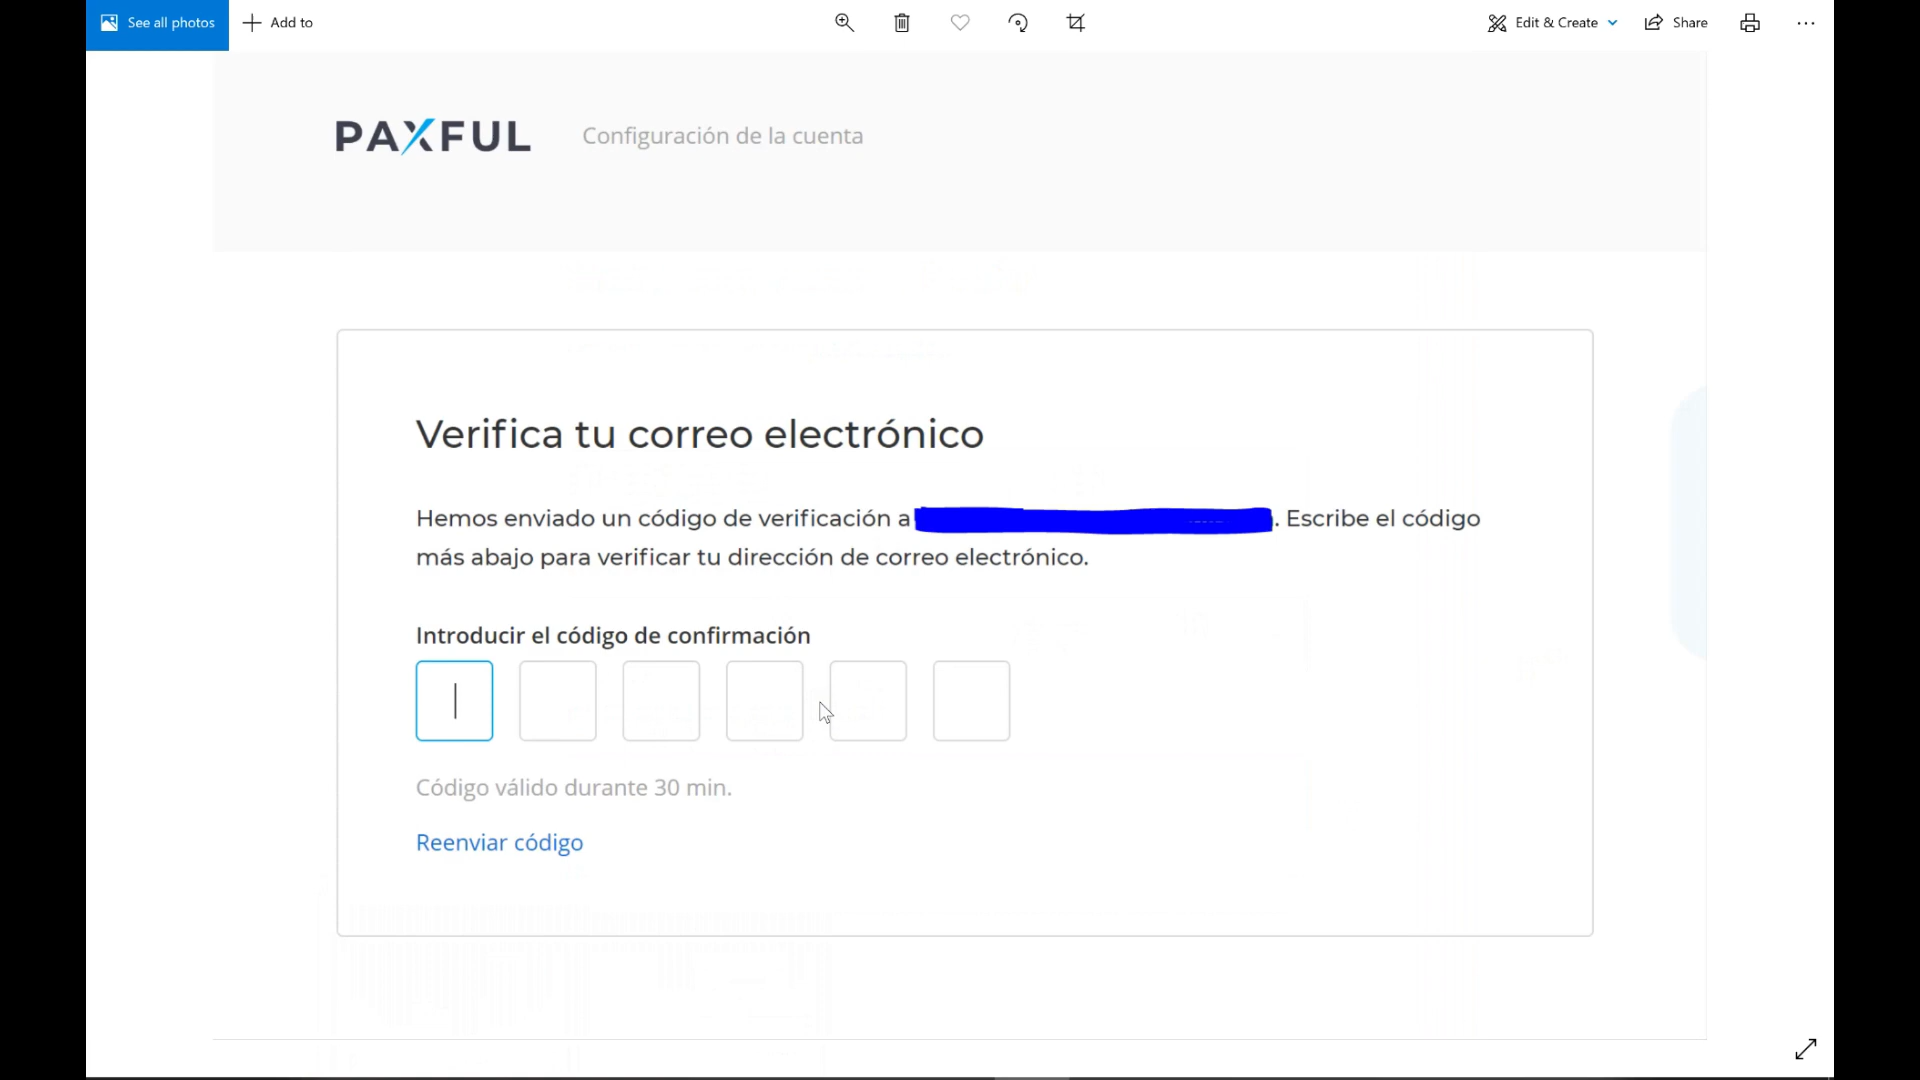 See all photos Add to Edit & Create Share
PAXFUL Configuración de la cuenta
Verifica tu correo electrónico
Hemos enviado un código de verificación a . Escribe el código
más abajo para verificar tu dirección de correo electrónico.
Introducir el código de confirmación
Código válido durante 30 min.
Reenviar código